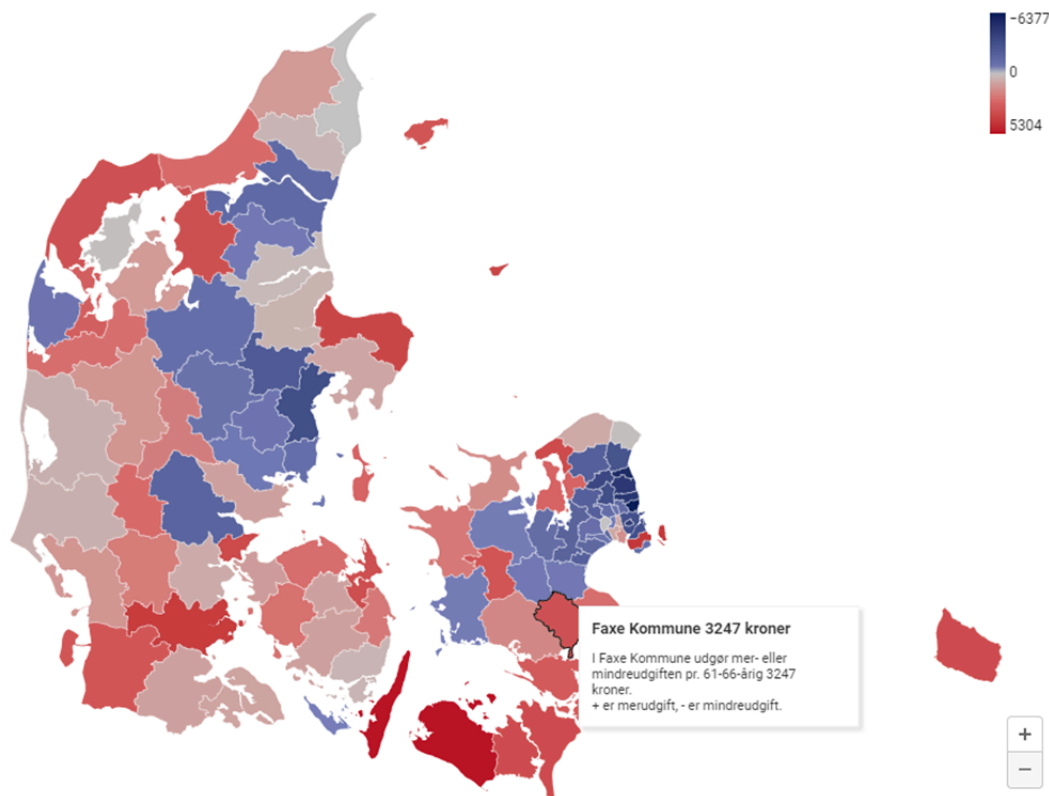 -6377
0
5304
Faxe Kommune 3247 kroner
I Faxe Kommune udgør mer- eller
mindreudgiften pr. 61-66-årig 3247
kroner.
+ er merudgift, - er mindreudgift.
+
−